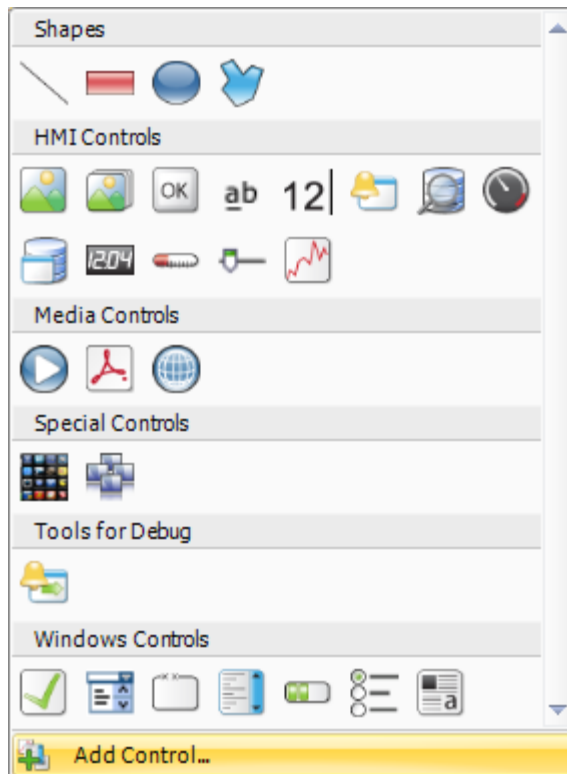 Shapes
HMI Controls
OK ab 12
12:04
Media Controls
Special Controls
Tools for Debug
Windows Controls
a
Add Control...